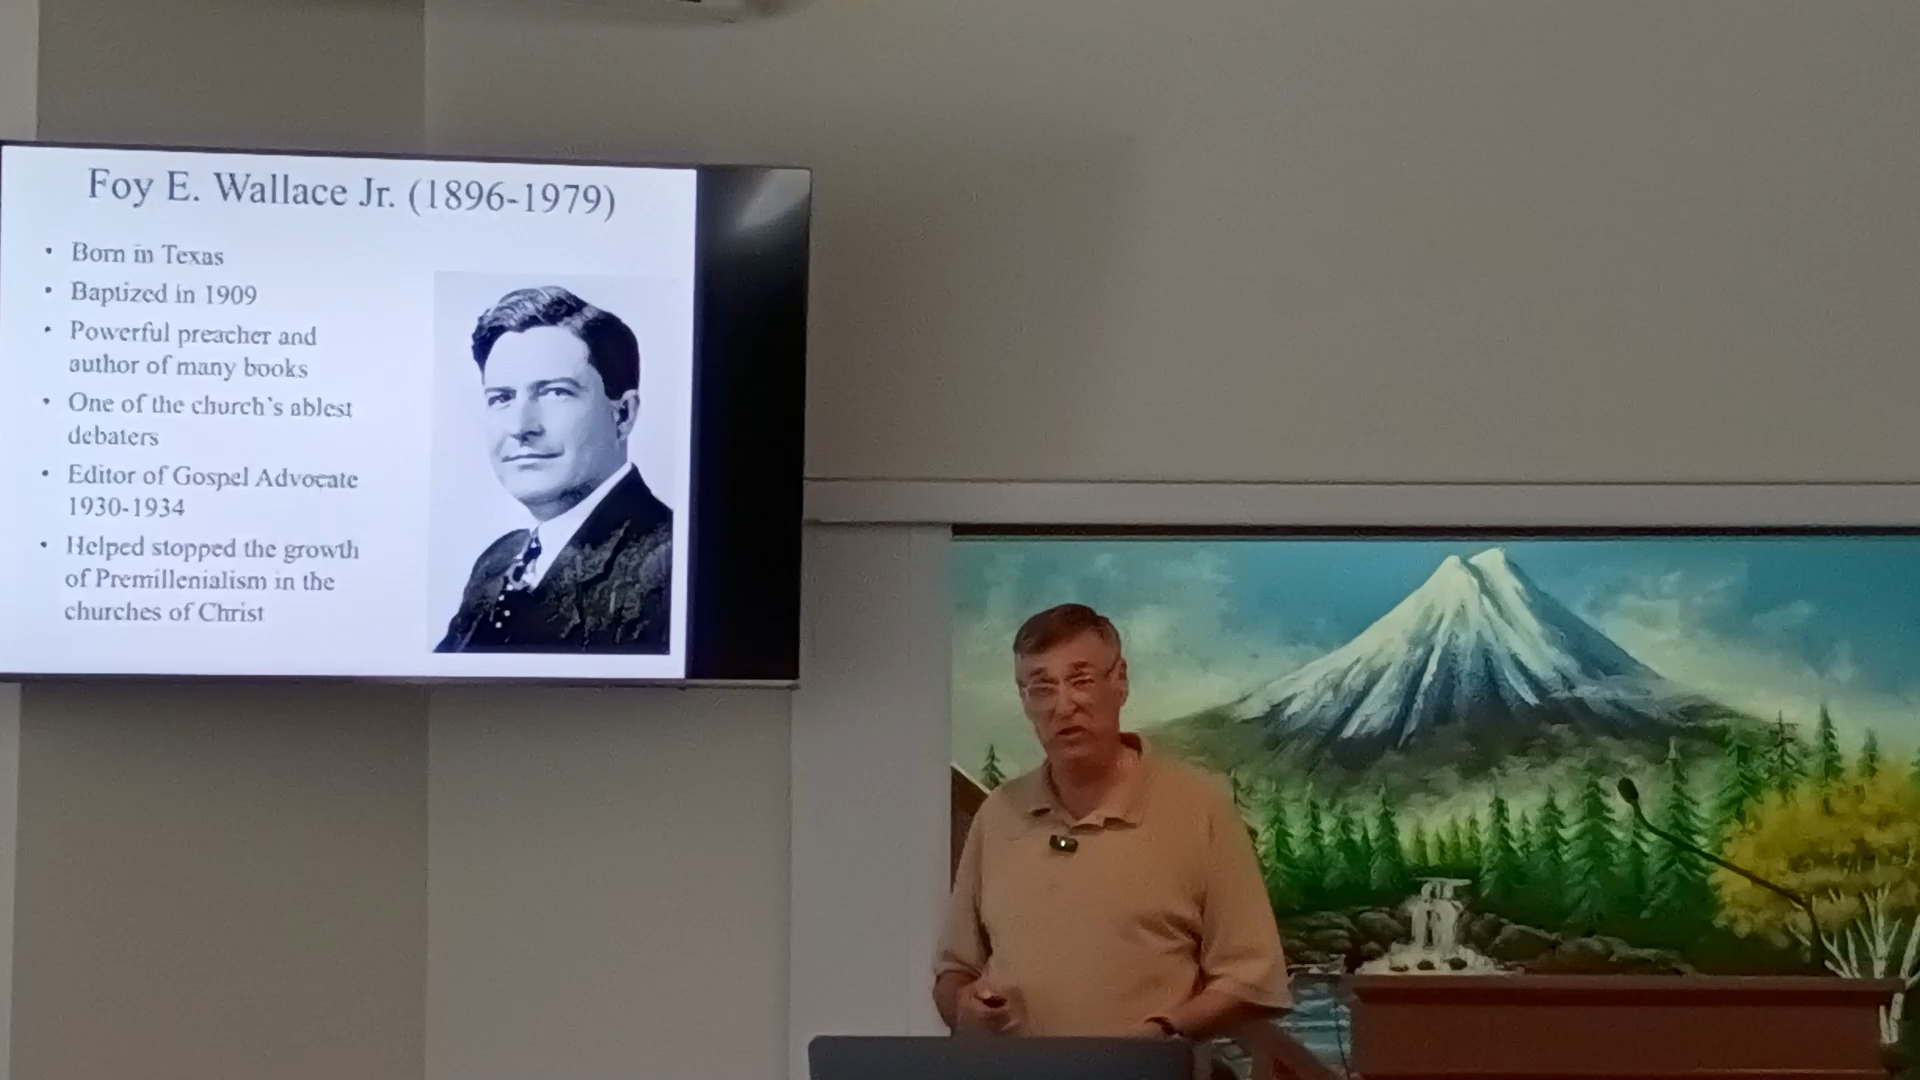 Foy E. Wallace Jr. (1896-1979)
• Born in Texas
• Baptized in 1909
• Powerful preacher and
author of many books
• One of the church's ablest
debaters
• Editor of Gospel Advocate
1930-1934
• Helped stopped the growth
of Premillenialism in the
churches of Christ